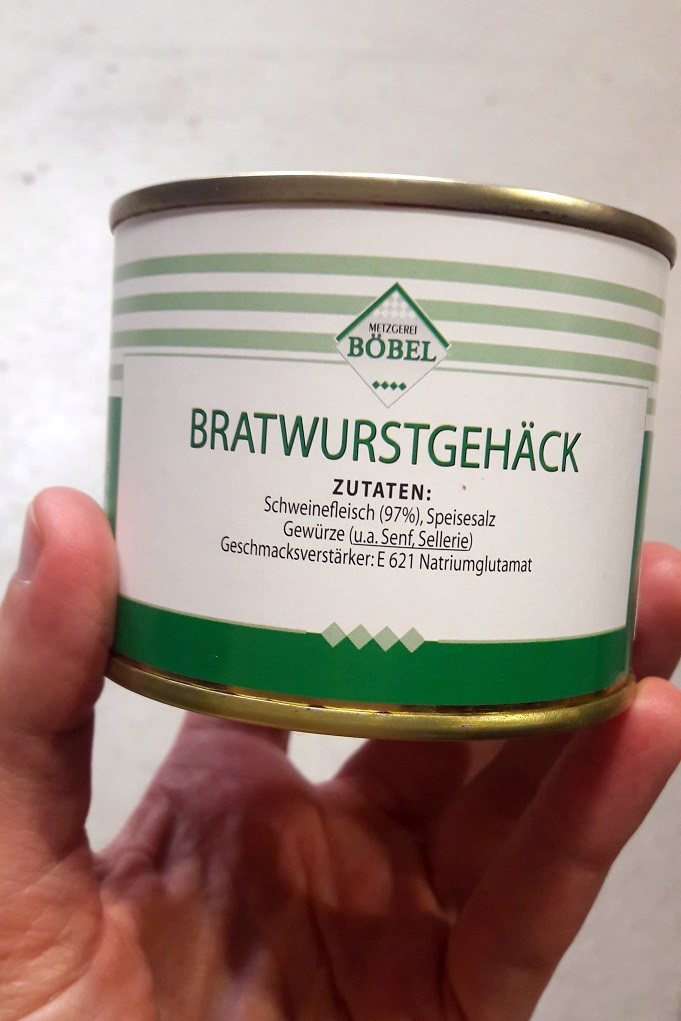 METZGEREI
BÖBEL
BRATWURSTGEHÄCK
ZUTATEN:
Schweinefleisch (97%), Speisesalz
Gewürze (u.a. Senf, Sellerie)
Geschmacksverstärker: E 621 Natriumglutamat